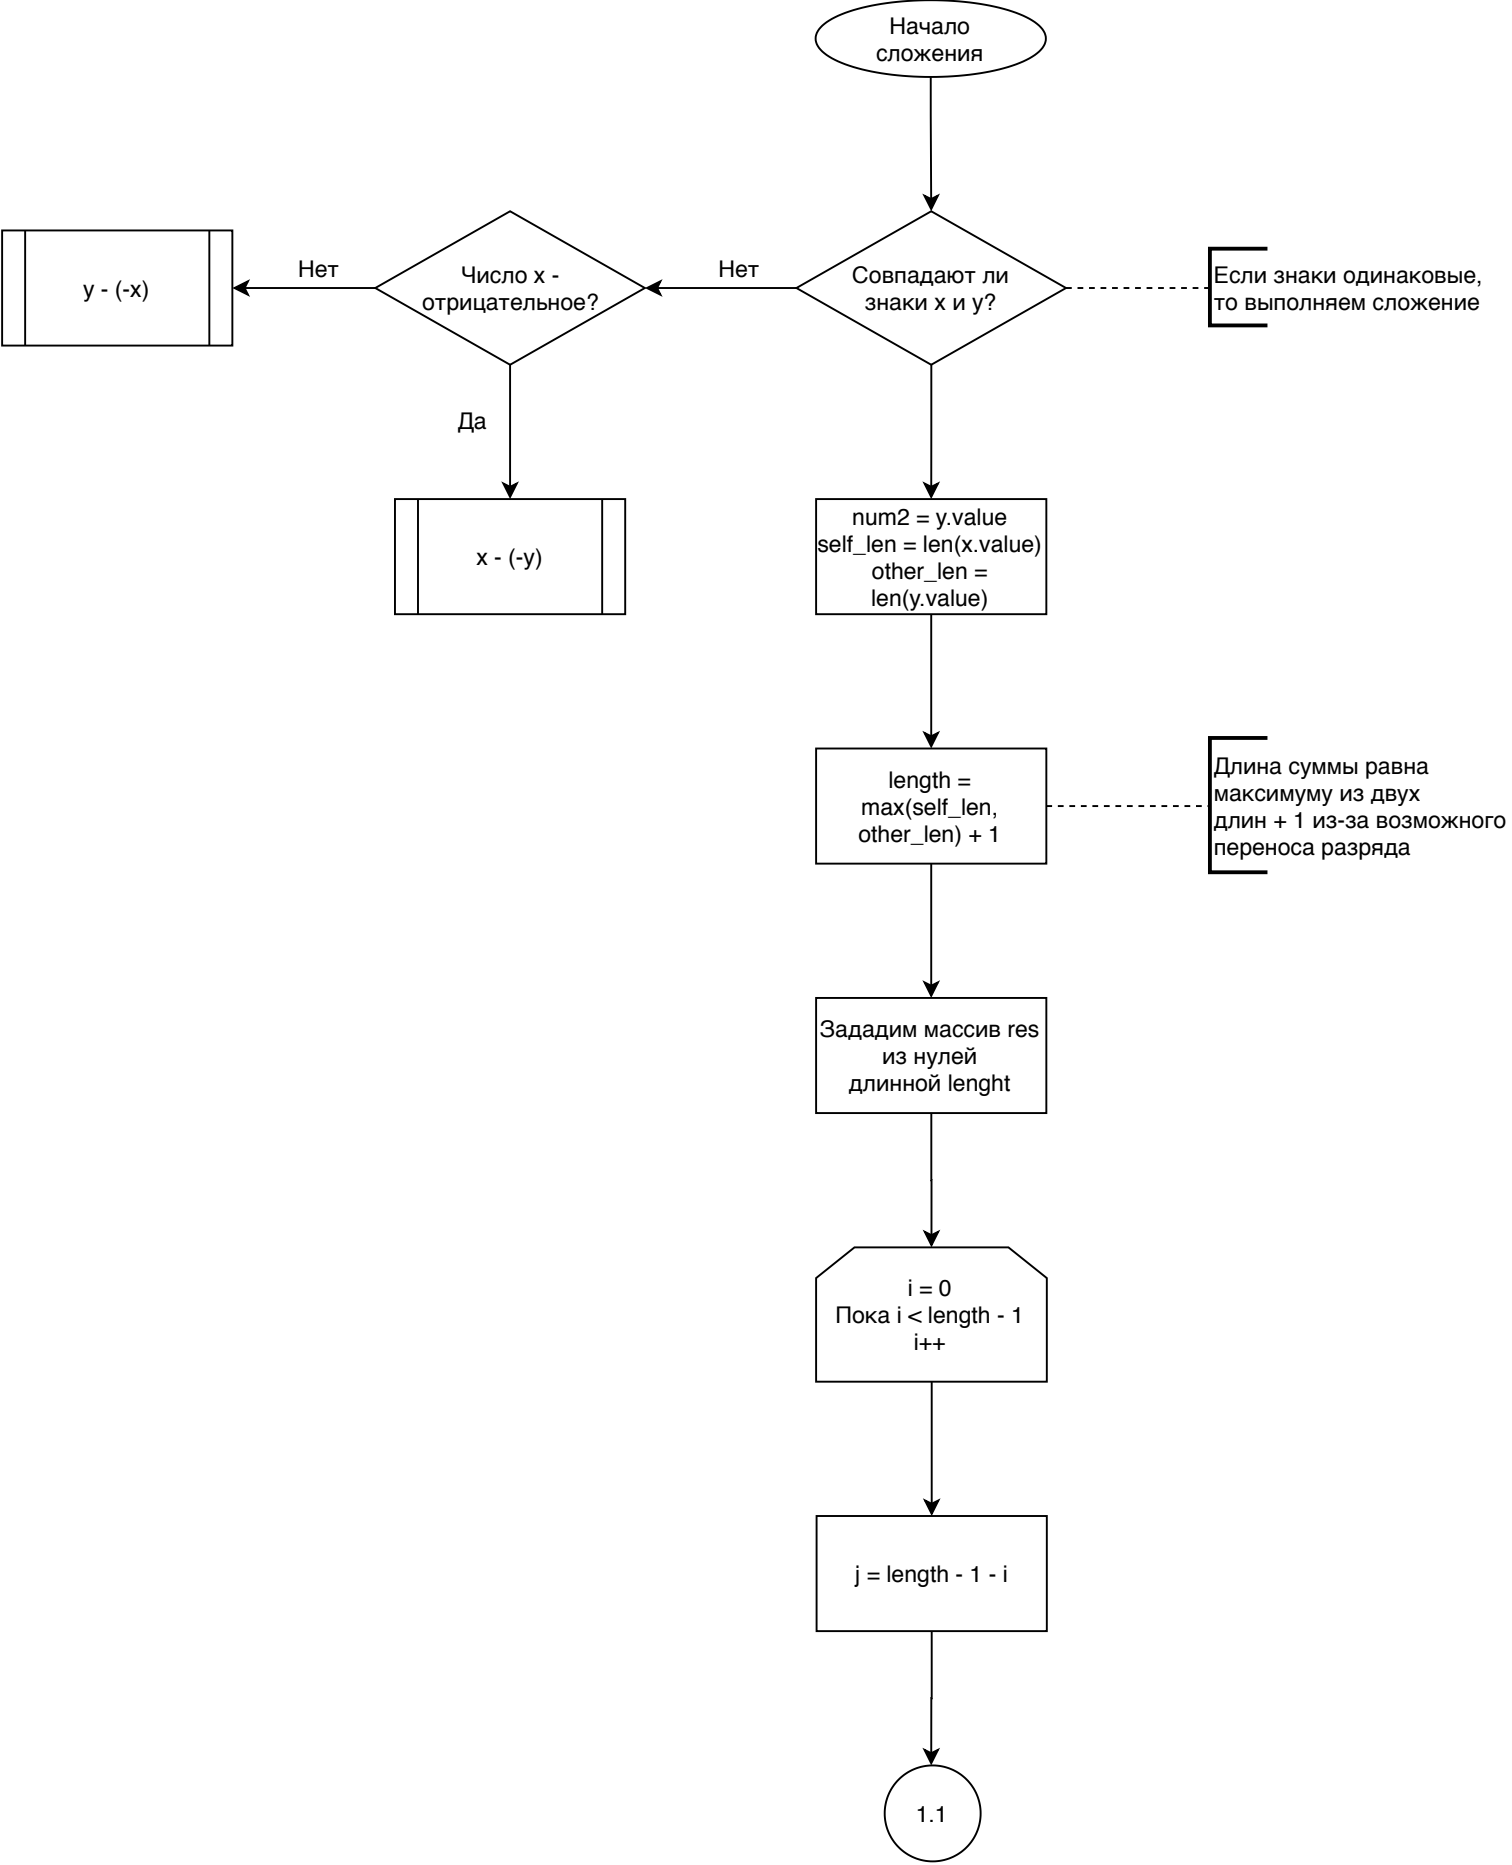 Начало
сложения
Совпадают ли
знаки x и y?
Если знаки одинаковые,
то выполняем сложение
Нет
Число x -
отрицательное?
Нет
y - (-x)
Да
x - (-y)
num2 = y.value
self_len = len(x.value)
other_len =
len(y.value)
length =
max(self_len,
other_len) + 1
Длина суммы равна
максимуму из двух
длин + 1 из-за возможного
переноса разряда
Зададим массив res
из нулей
длинной lenght
i = 0
Пока i < length - 1
i++
j = length - 1 - i
1.1